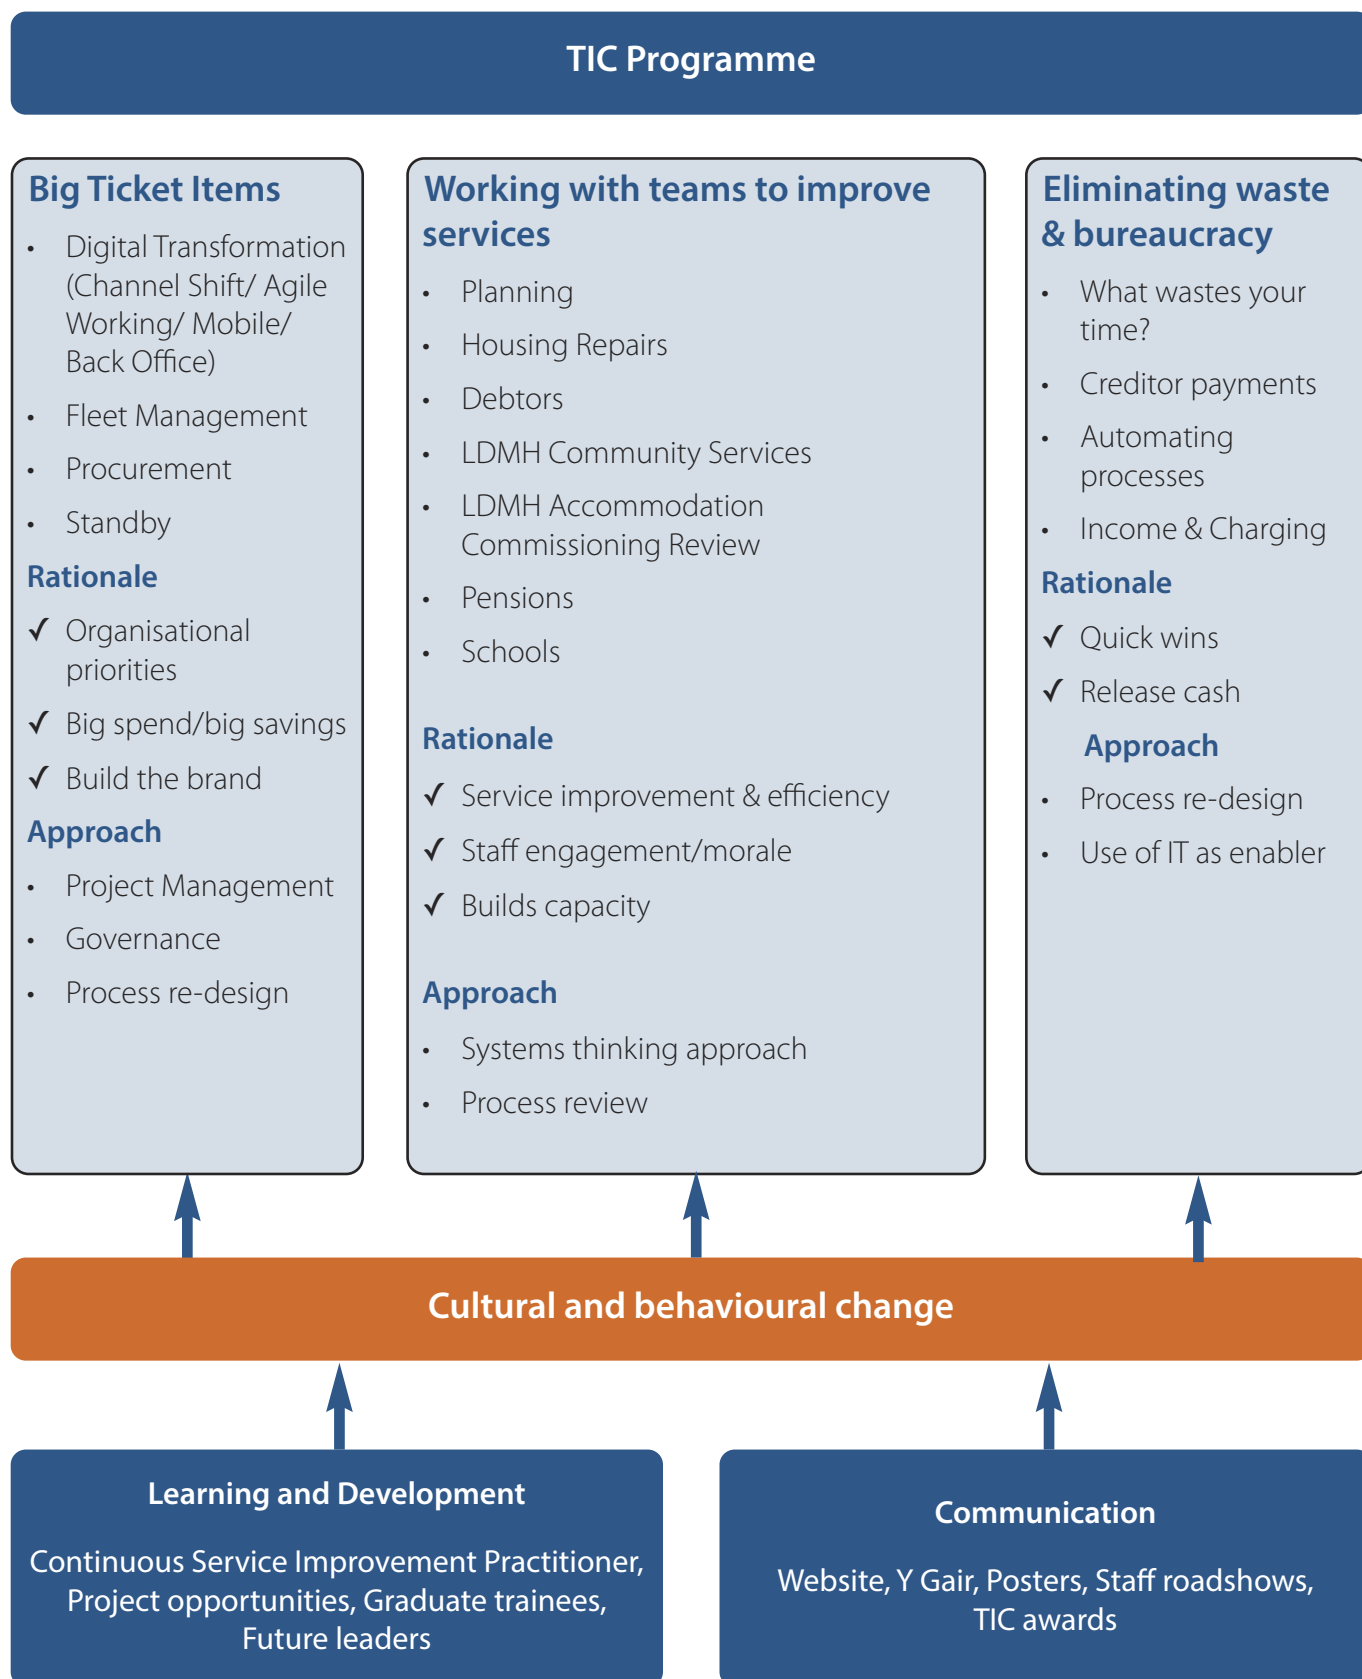 TIC Programme
Big Ticket Items
• Digital Transformation
(Channel Shift/ Agile
Working/ Mobile/
Back Office)
• Fleet Management
• Procurement
• Standby
Rationale
✓ Organisational
priorities
✓ Big spend/big savings
✓ Build the brand
Approach
• Project Management
• Governance
• Process re-design
Working with teams to improve
services
• Planning
• Housing Repairs
• Debtors
• LDMH Community Services
• LDMH Accommodation
Commissioning Review
• Pensions
• Schools
Rationale
✓ Service improvement & efficiency
✓ Staff engagement/morale
✓ Builds capacity
Approach
• Systems thinking approach
• Process review
Eliminating waste
& bureaucracy
• What wastes your
time?
• Creditor payments
• Automating
processes
• Income & Charging
Rationale
✓ Quick wins
✓ Release cash
Approach
• Process re-design
• Use of IT as enabler
Cultural and behavioural change
Learning and Development
Continuous Service Improvement Practitioner,
Project opportunities, Graduate trainees,
Future leaders
Communication
Website, Y Gair, Posters, Staff roadshows,
TIC awards